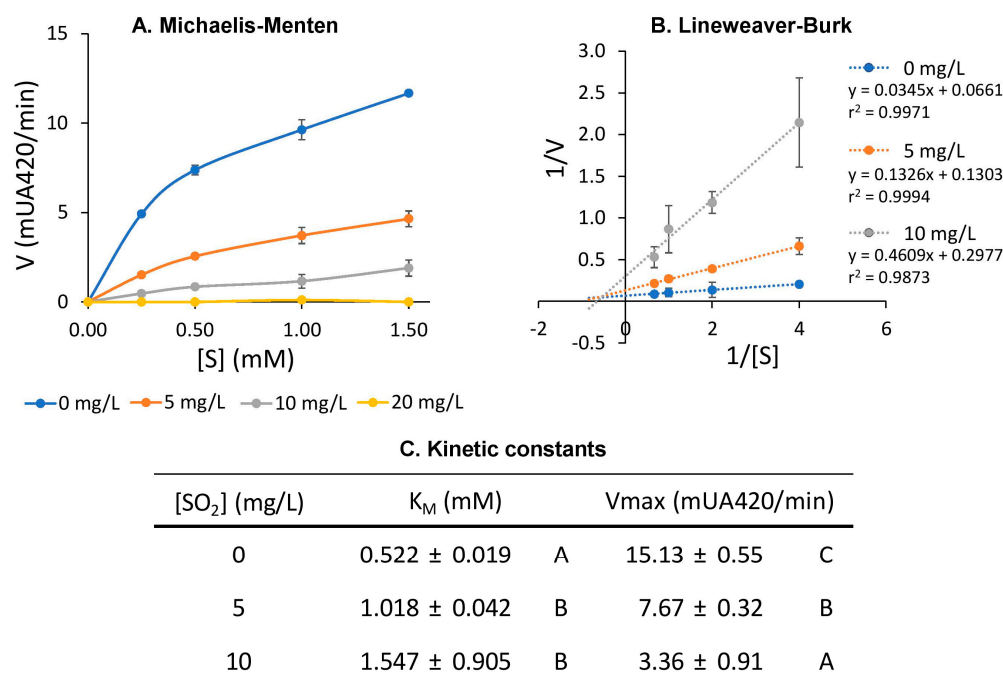 A. Michaelis-Menten
15
10
5
0
0.00 0.50 1.00 1.50
V (mUA420/min)
[S] (mM)
0 mg/L 5 mg/L 10 mg/L 20 mg/L
B. Lineweaver-Burk
3.0
2.5
2.0
1.5
1.0
0.5
-0.5
-2 0 2 4 6
1/V
1/[S]
0 mg/L
y = 0.0345x + 0.0661
r² = 0.9971
5 mg/L
y = 0.1326x + 0.1303
r² = 0.9994
10 mg/L
y = 0.4609x + 0.2977
r² = 0.9873
C. Kinetic constants
[SO₂] (mg/L) K_M (mM) Vmax (mUA420/min)
0 0.522 ± 0.019 A 15.13 ± 0.55 C
5 1.018 ± 0.042 B 7.67 ± 0.32 B
10 1.547 ± 0.905 B 3.36 ± 0.91 A